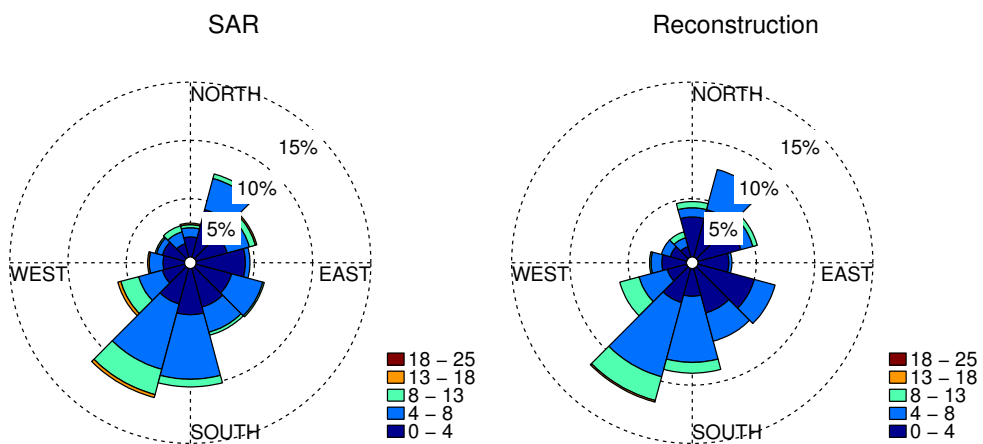 SAR
NORTH
15%
10%
5%
WEST
EAST
SOUTH
18 – 25
13 – 18
8 – 13
4 – 8
0 – 4
Reconstruction
NORTH
15%
10%
5%
WEST
EAST
SOUTH
18 – 25
13 – 18
8 – 13
4 – 8
0 – 4